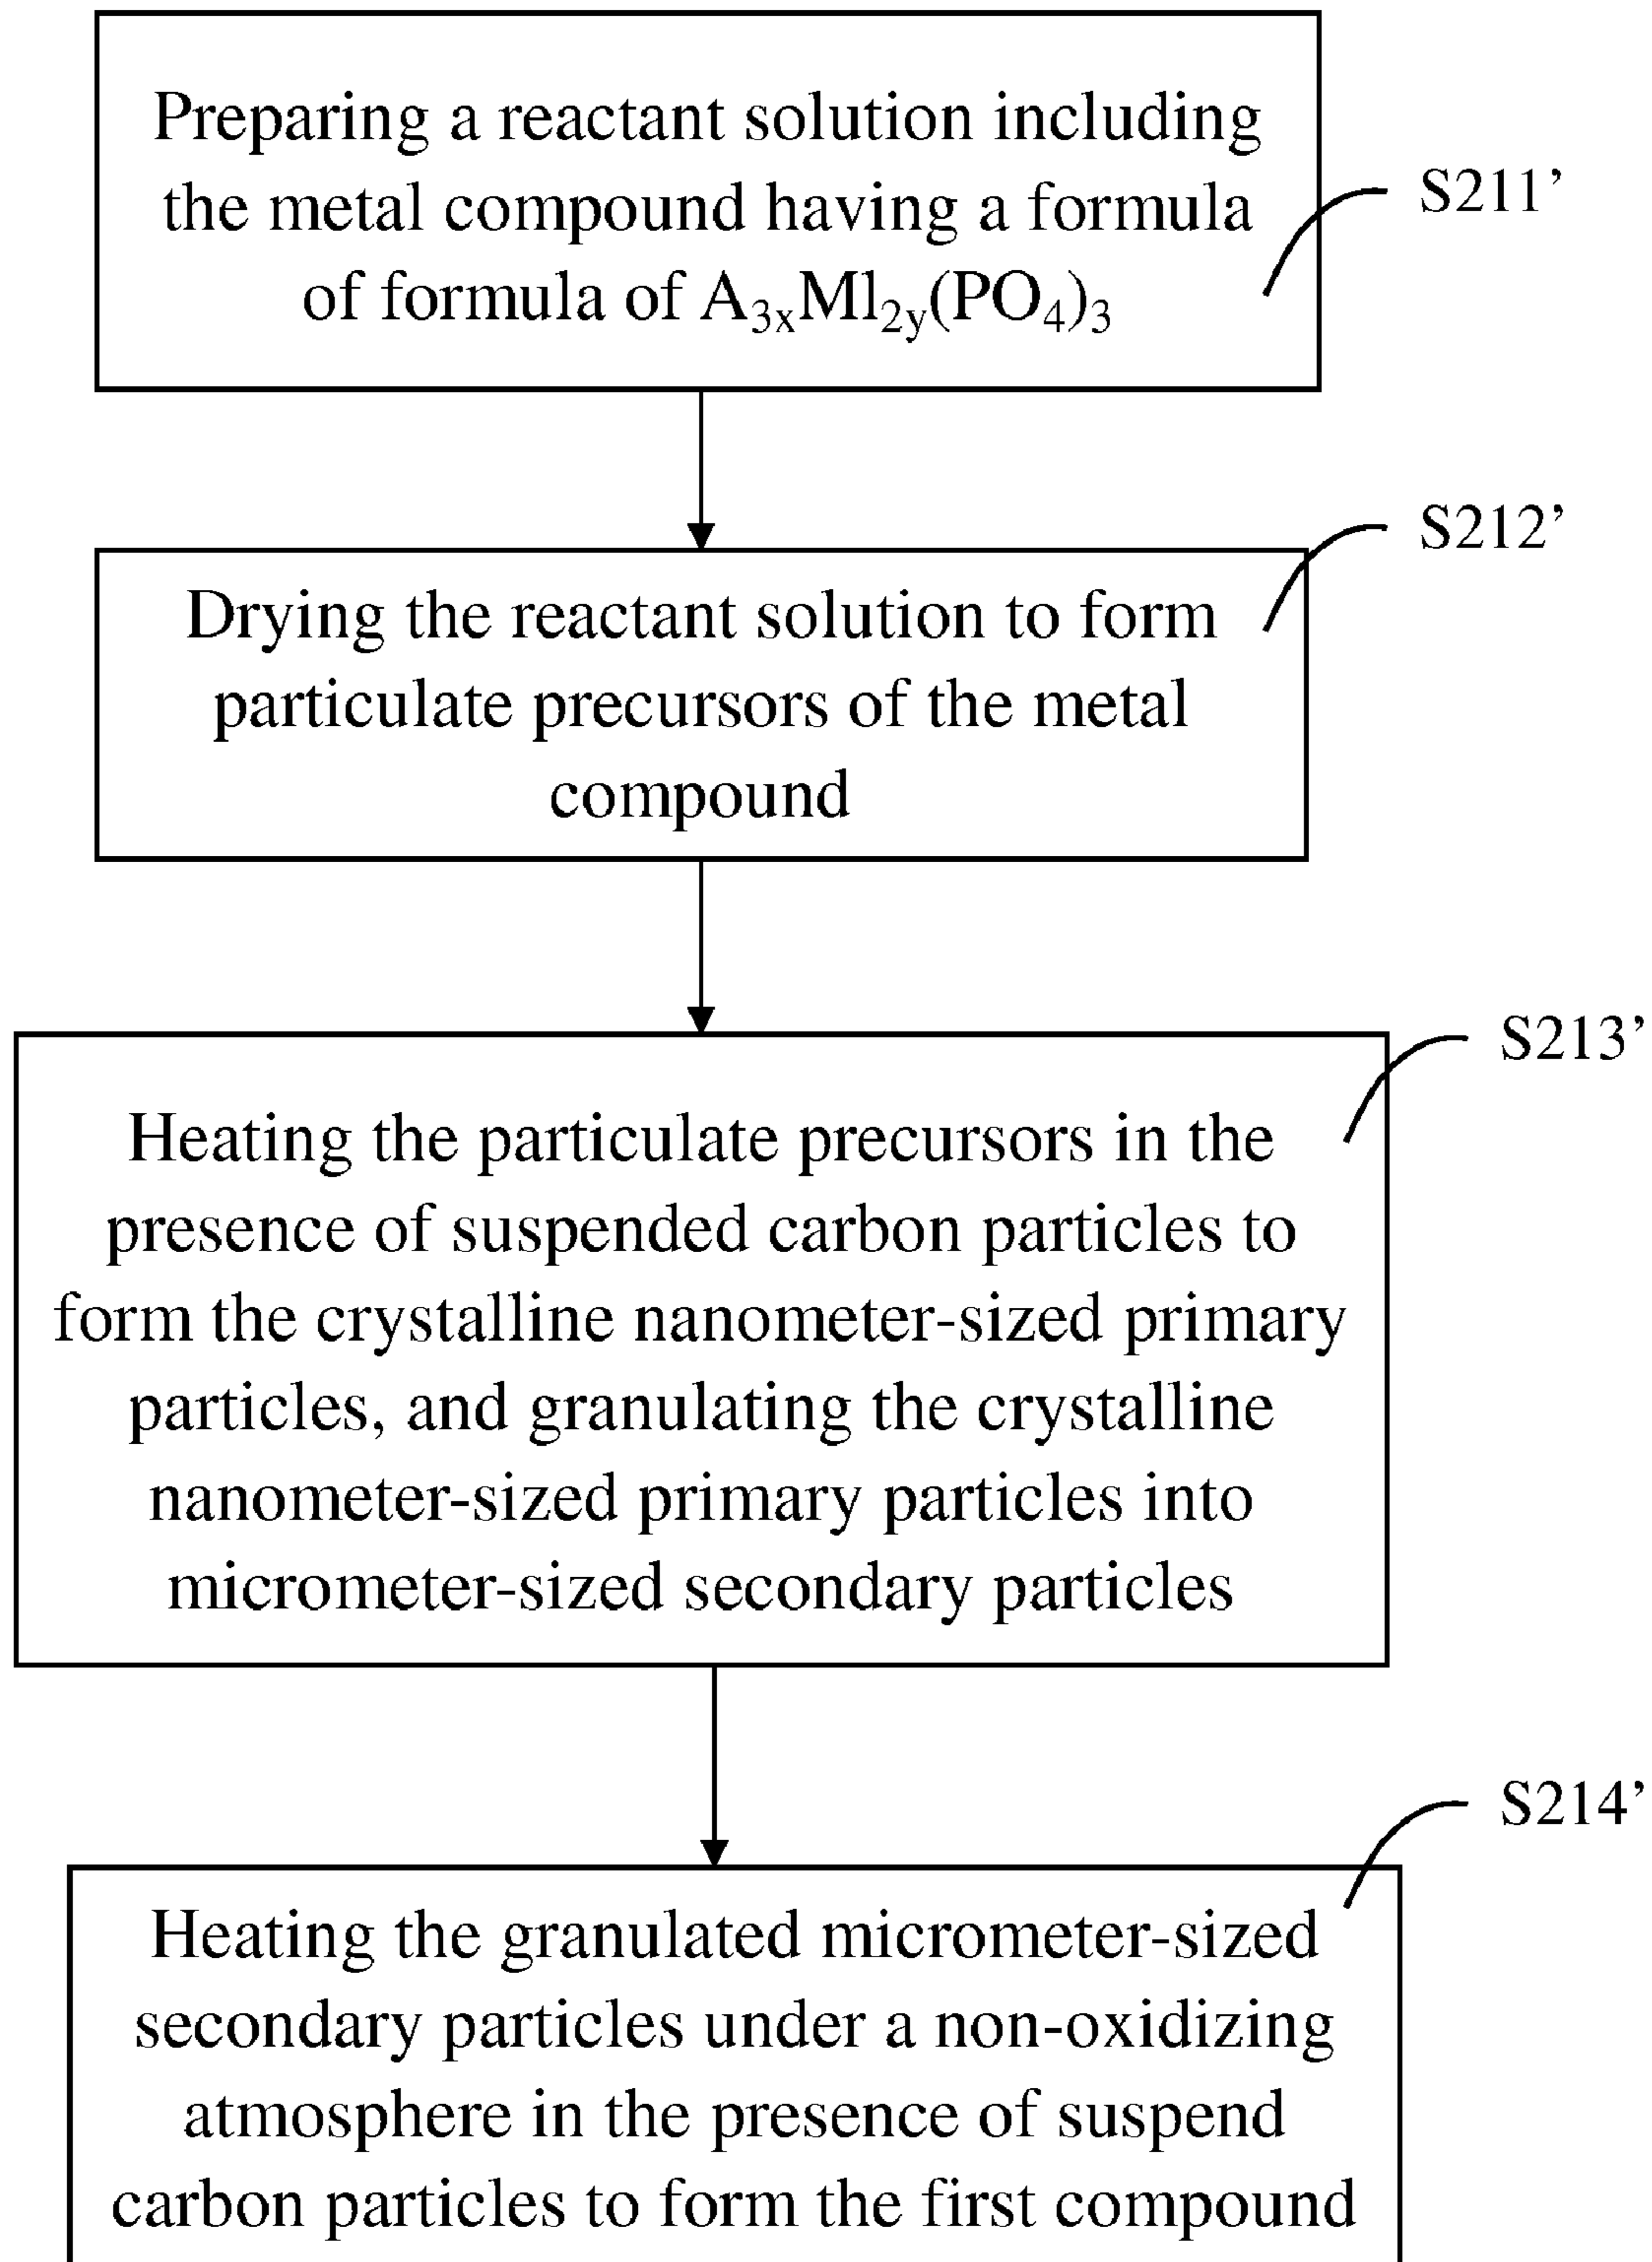 Preparing a reactant solution including
the metal compound having a formula
of formula of A₃ₓMl₂ᵧ(PO₄)₃
S211’
Drying the reactant solution to form
particulate precursors of the metal
compound
S212’
Heating the particulate precursors in the
presence of suspended carbon particles to
form the crystalline nanometer-sized primary
particles, and granulating the crystalline
nanometer-sized primary particles into
micrometer-sized secondary particles
S213’
Heating the granulated micrometer-sized
secondary particles under a non-oxidizing
atmosphere in the presence of suspend
carbon particles to form the first compound
S214’